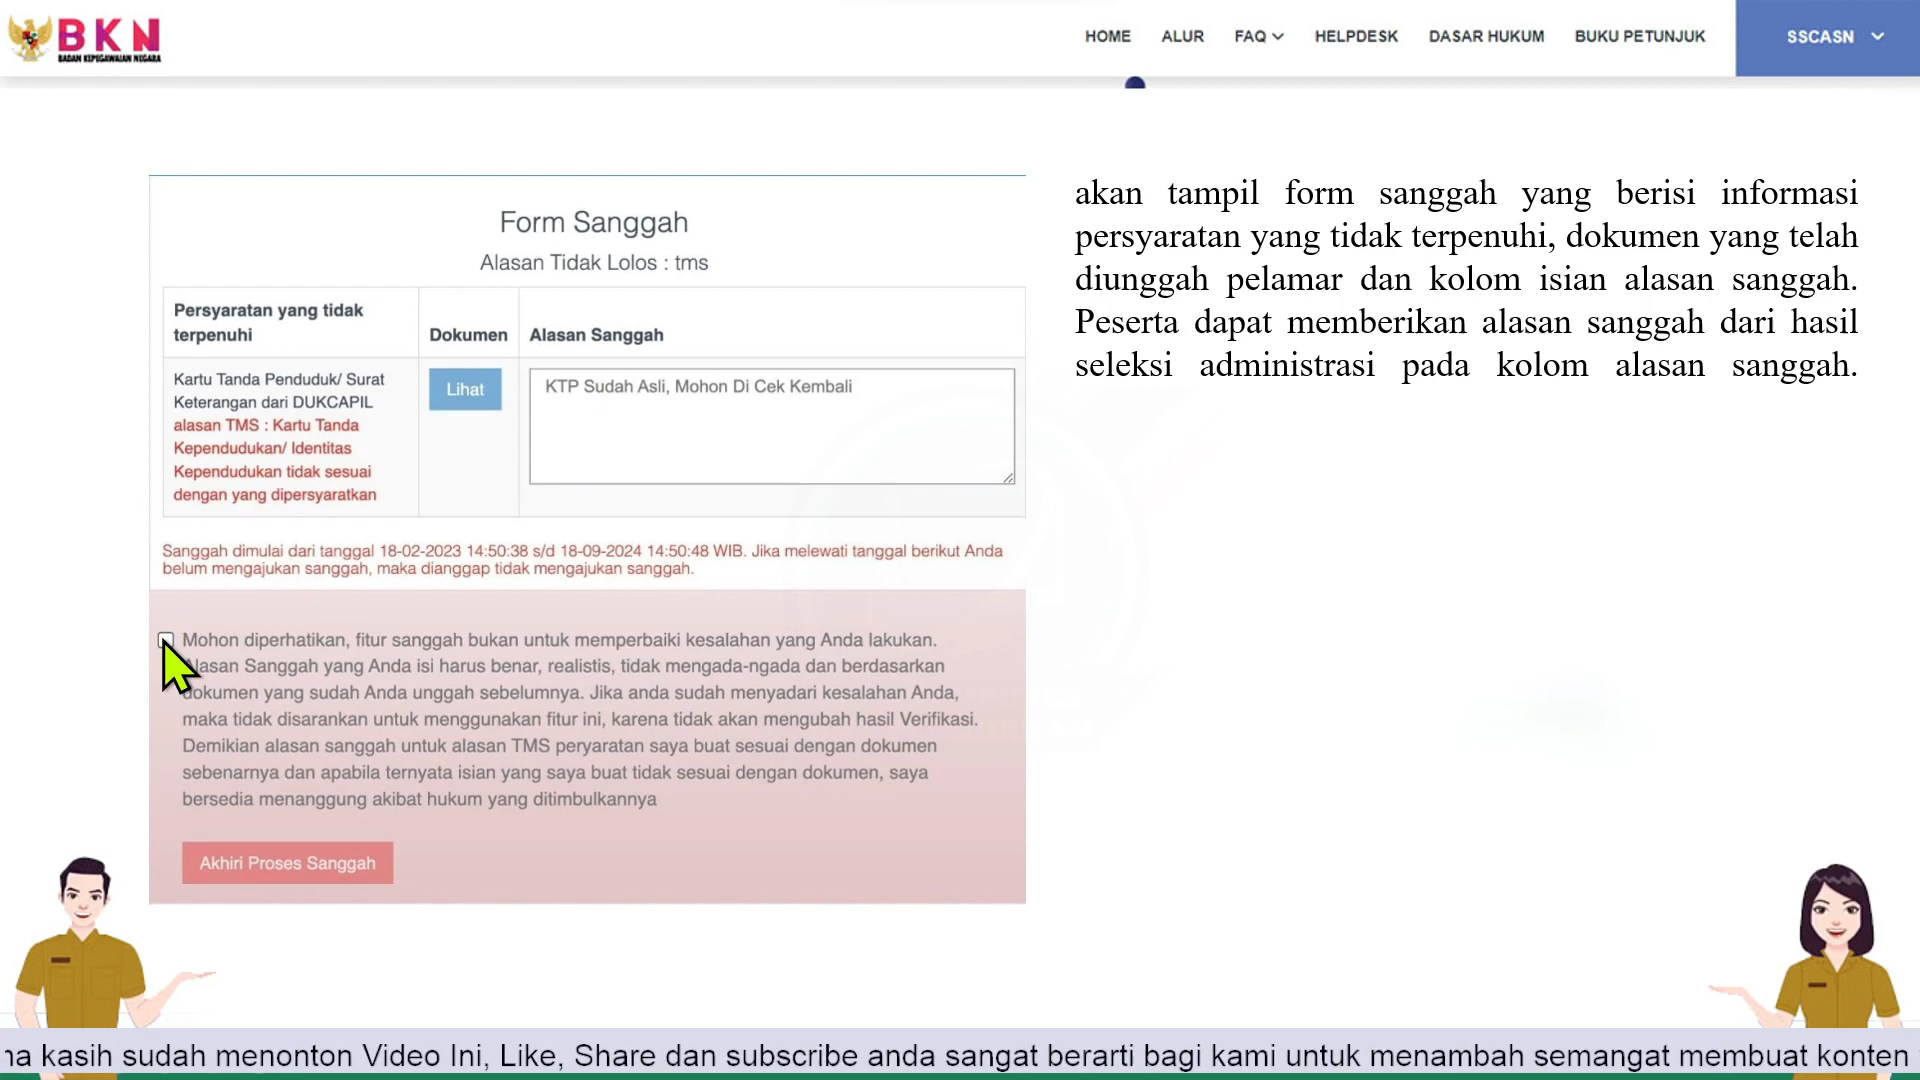 BKN
BADAN KEPEGAWAIAN NEGARA
HOME ALUR FAQ HELPDESK DASAR HUKUM BUKU PETUNJUK SSCASN
Form Sanggah
Alasan Tidak Lolos : tms
Persyaratan yang tidak
terpenuhi
Dokumen
Alasan Sanggah
Kartu Tanda Penduduk/ Surat
Keterangan dari DUKCAPIL
alasan TMS : Kartu Tanda
Kependudukan/ Identitas
Kependudukan tidak sesuai
dengan yang dipersyaratkan
Lihat
KTP Sudah Asli, Mohon Di Cek Kembali
Sanggah dimulai dari tanggal 18-02-2023 14:50:38 s/d 18-09-2024 14:50:48 WIB. Jika melewati tanggal berikut Anda
belum mengajukan sanggah, maka dianggap tidak mengajukan sanggah.
Mohon diperhatikan, fitur sanggah bukan untuk memperbaiki kesalahan yang Anda lakukan.
Alasan Sanggah yang Anda isi harus benar, realistis, tidak mengada-ngada dan berdasarkan
dokumen yang sudah Anda unggah sebelumnya. Jika anda sudah menyadari kesalahan Anda,
maka tidak disarankan untuk menggunakan fitur ini, karena tidak akan mengubah hasil Verifikasi.
Demikian alasan sanggah untuk alasan TMS peryaratan saya buat sesuai dengan dokumen
sebenarnya dan apabila ternyata isian yang saya buat tidak sesuai dengan dokumen, saya
bersedia menanggung akibat hukum yang ditimbulkannya
Akhiri Proses Sanggah
akan tampil form sanggah yang berisi informasi
persyaratan yang tidak terpenuhi, dokumen yang telah
diunggah pelamar dan kolom isian alasan sanggah.
Peserta dapat memberikan alasan sanggah dari hasil
seleksi administrasi pada kolom alasan sanggah.
na kasih sudah menonton Video Ini, Like, Share dan subscribe anda sangat berarti bagi kami untuk menambah semangat membuat konten